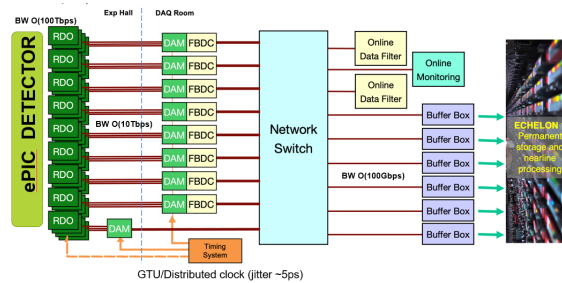 Exp Hall
DAQ Room
BW O(100Tbps)
ePIC DETECTOR
RDO
RDO
RDO
RDO
RDO
RDO
RDO
RDO
RDO
BW O(10Tbps)
DAM FBDC
DAM FBDC
DAM FBDC
DAM FBDC
DAM FBDC
DAM FBDC
DAM FBDC
DAM FBDC
DAM
Timing
System
GTU/Distributed clock (jitter ~5ps)
Network
Switch
Online
Data Filter
Online
Monitoring
Online
Data Filter
BW O(100Gbps)
Buffer Box
Buffer Box
Buffer Box
Buffer Box
Buffer Box
Buffer Box
ECHELON
Permanent
storage and
nearline
processing